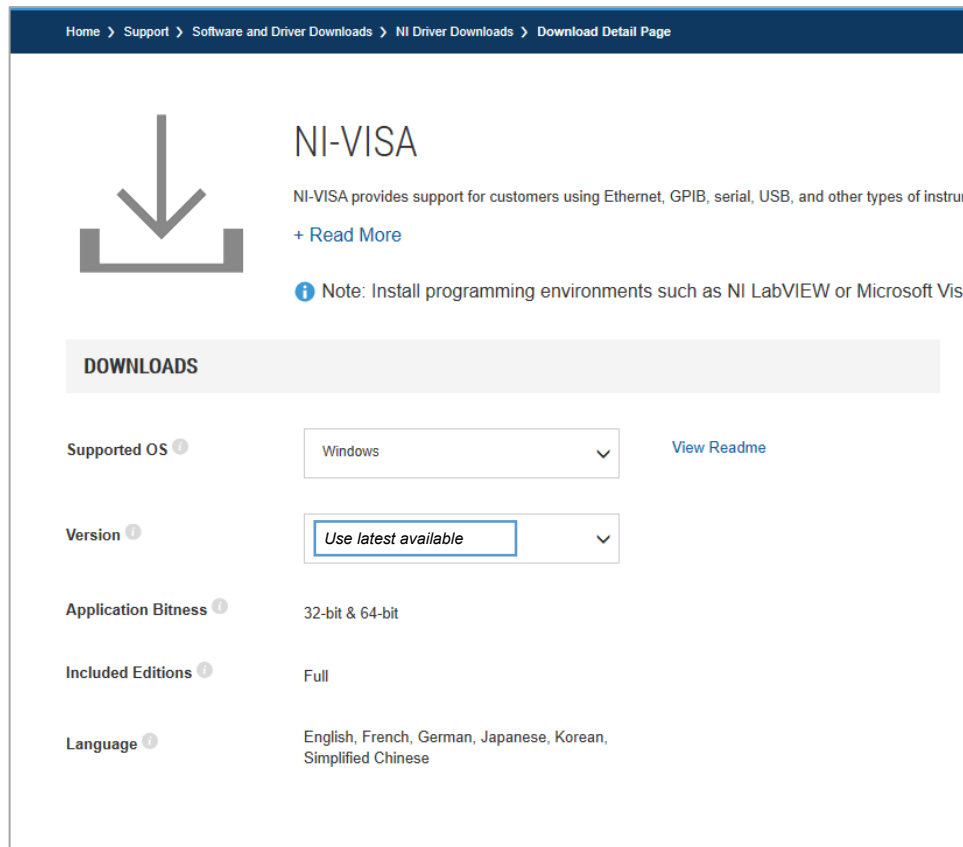 Home > Support > Software and Driver Downloads > NI Driver Downloads > Download Detail Page
NI-VISA
NI-VISA provides support for customers using Ethernet, GPIB, serial, USB, and other types of
+ Read More
Note: Install programming environments such as NI LabVIEW or Microsoft
DOWNLOADS
Supported OS
Windows
View Readme
Version
Use latest available
Application Bitness
32-bit & 64-bit
Included Editions
Full
Language
English, French, German, Japanese, Korean,
Simplified Chinese